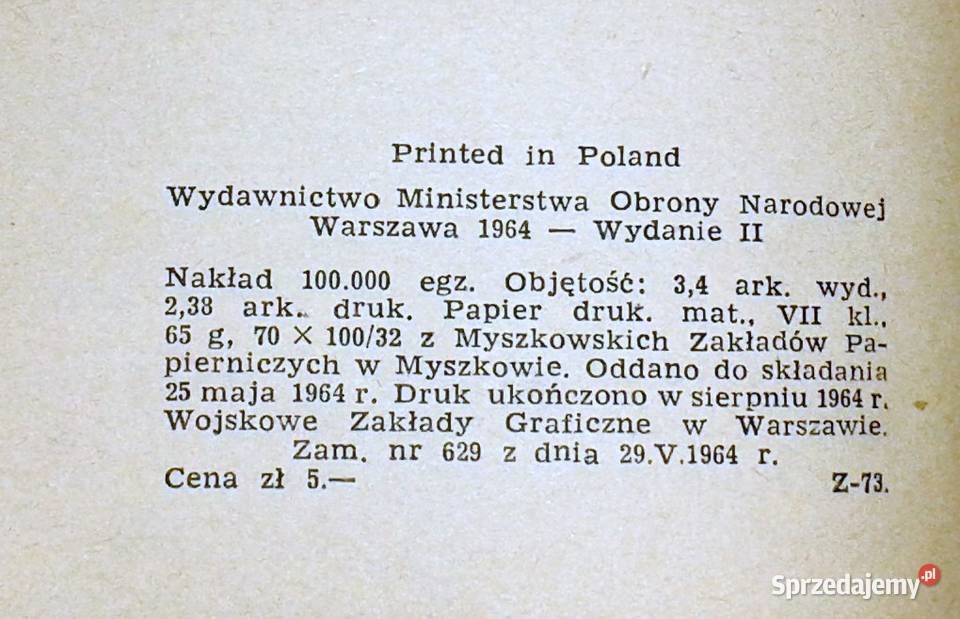 Printed in Poland
Wydawnictwo Ministerstwa Obrony Narodowej
Warszawa 1964 — Wydanie II
Nakład 100.000 egz. Objętość: 3,4 ark. wyd.,
2,38 ark. druk. Papier druk. mat., VII kl.,
65 g, 70 × 100/32 z Myszkowskich Zakładów Pa-
pierniczych w Myszkowie. Oddano do składania
25 maja 1964 r. Druk ukończono w sierpniu 1964 r.
Wojskowe Zakłady Graficzne w Warszawie.
Zam. nr 629 z dnia 29.V.1964 r.
Cena zł 5.— Z-73.
Sprzedajemy.pl